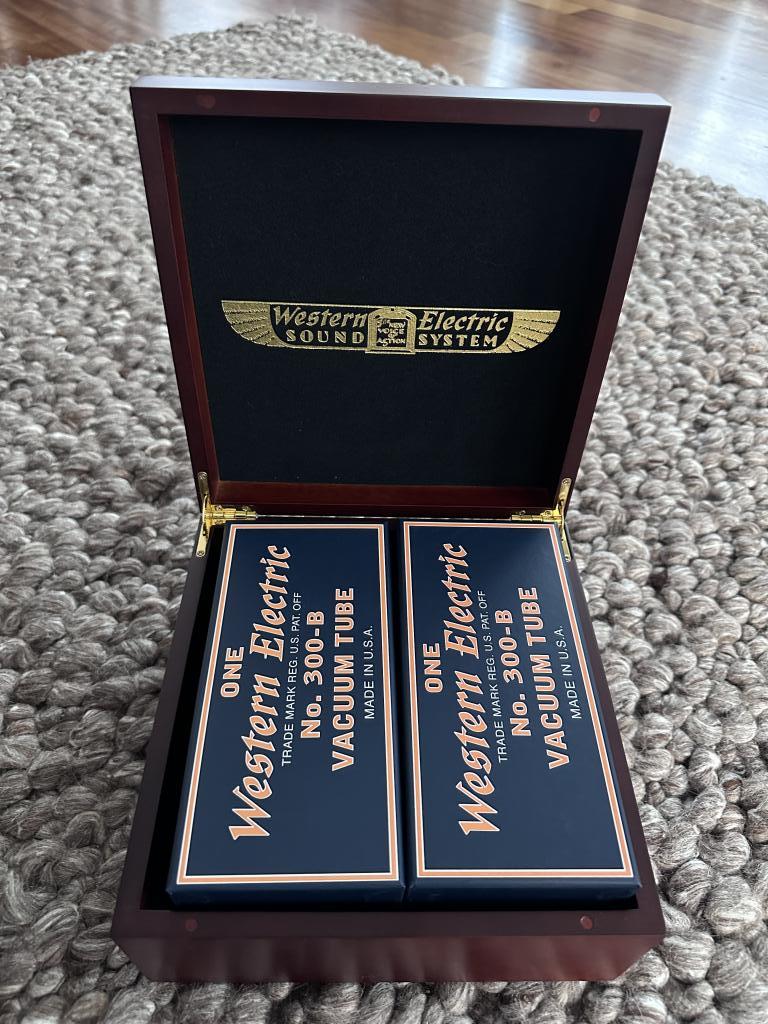 Western Electric
SOUND SYSTEM
THE NEW
VOICE
OF
ACTION
ONE
Western Electric
TRADE MARK REG. U.S. PAT. OFF
No. 300-B
VACUUM TUBE
MADE IN U.S.A.
ONE
Western Electric
TRADE MARK REG. U.S. PAT. OFF
No. 300-B
VACUUM TUBE
MADE IN U.S.A.